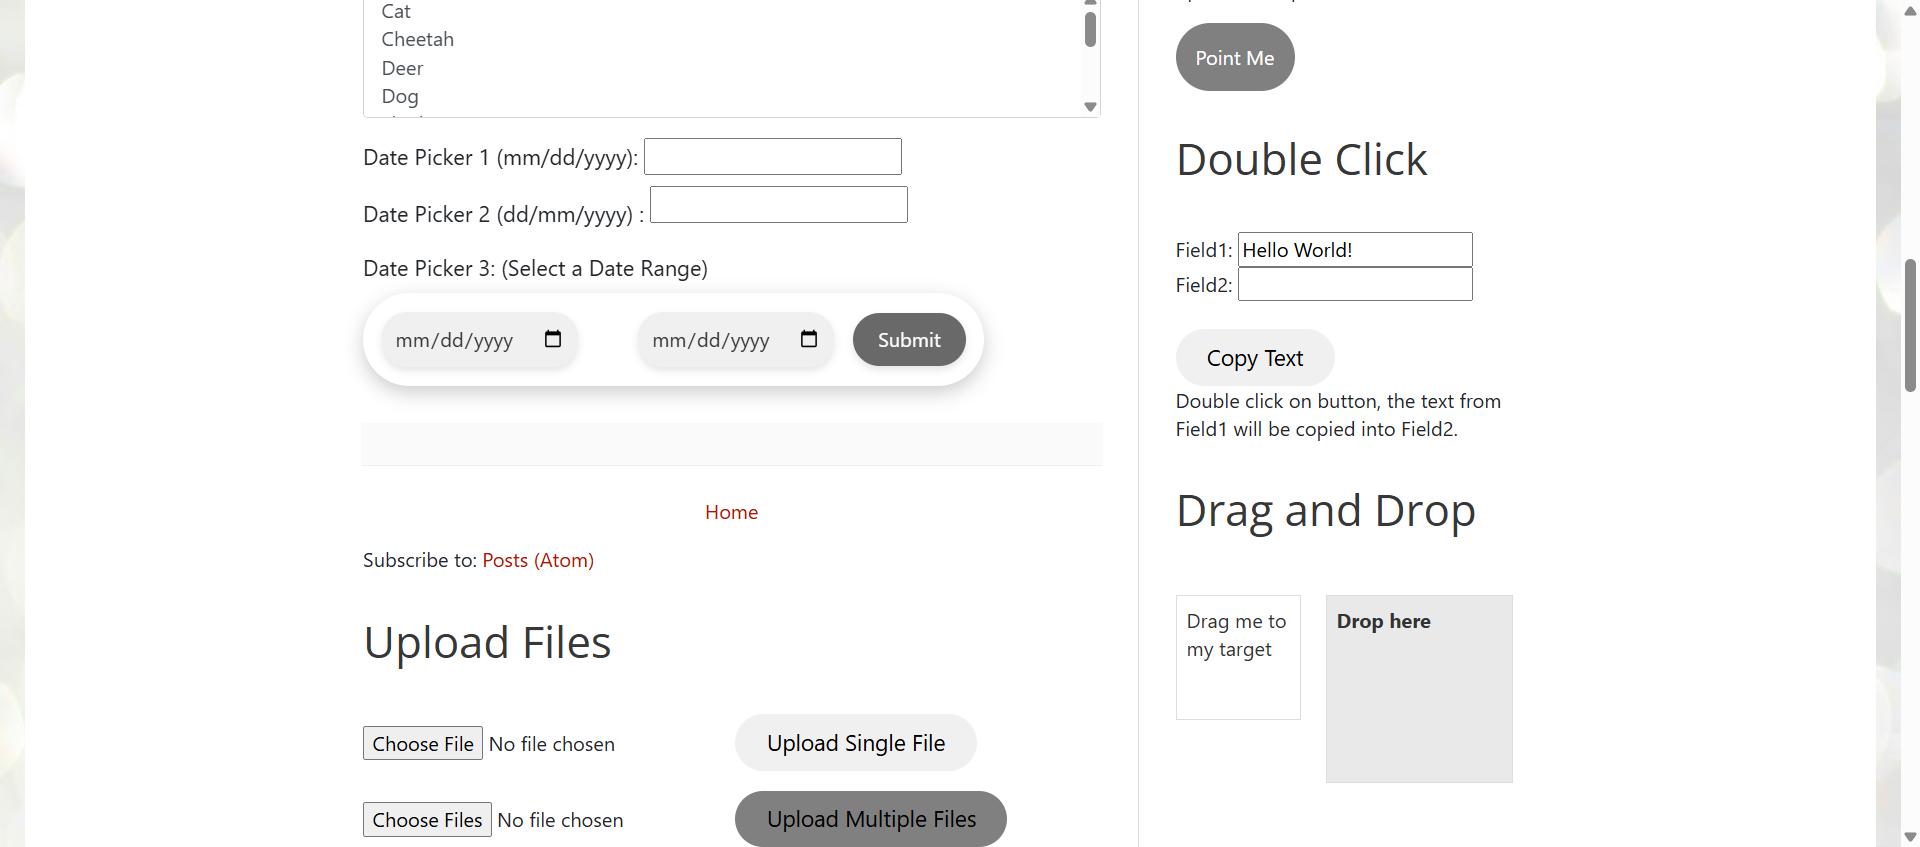 Cat
Cheetah
Deer
Dog
Date Picker 1 (mm/dd/yyyy):
Date Picker 2 (dd/mm/yyyy) :
Date Picker 3: (Select a Date Range)
mm/dd/yyyy mm/dd/yyyy Submit
Home
Subscribe to: Posts (Atom)
Upload Files
Choose File No file chosen Upload Single File
Choose Files No file chosen Upload Multiple Files
Point Me
Double Click
Field1: Hello World!
Field2:
Copy Text
Double click on button, the text from
Field1 will be copied into Field2.
Drag and Drop
Drag me to
my target
Drop here